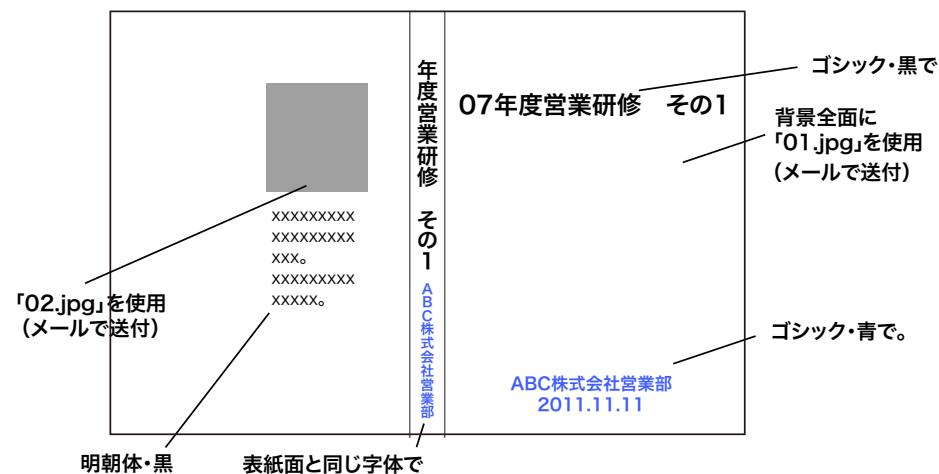 ゴシック・黒で
07年度営業研修　その1
背景全面に
「01.jpg」を使用
（メールで送付）
年度営業研修　その1
ABC株式会社営業部
xxxxxxxxx
xxxxxxxxx
xxx。
xxxxxxxxx
xxxxx。
「02.jpg」を使用
（メールで送付）
ゴシック・青で。
ABC株式会社営業部
2011.11.11
明朝体・黒
表紙面と同じ字体で